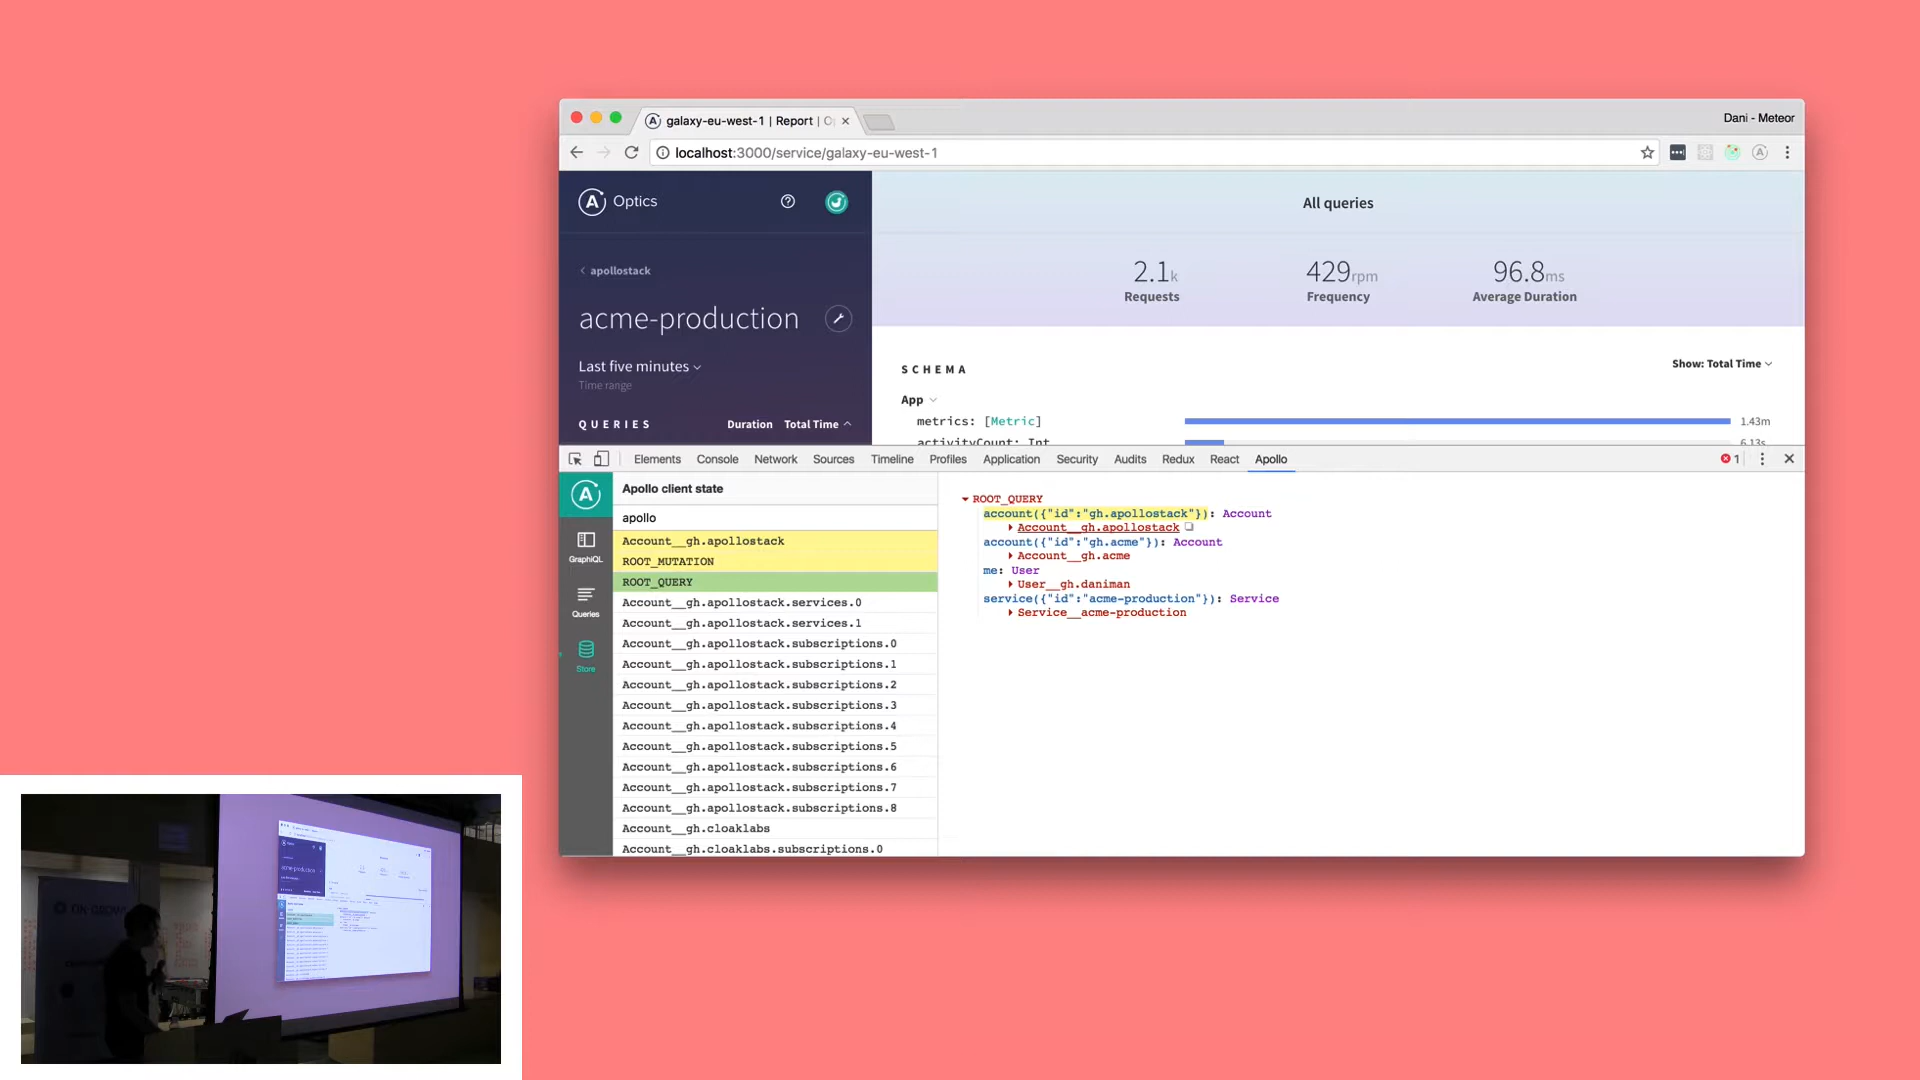 galaxy-eu-west-1 | Report | O
Dani - Meteor
localhost:3000/service/galaxy-eu-west-1
Optics
All queries
apollostack
2.1k
429rpm
96.8ms
Requests
Frequency
Average Duration
acme-production
Last five minutes
Time range
SCHEMA
Show: Total Time
App
QUERIES
Duration
Total Time
metrics: [Metric]
1.43m
activityCount: Int
6.13s
Elements Console Network Sources Timeline Profiles Application Security Audits Redux React Apollo
1
Apollo client state
apollo
Account__gh.apollostack
ROOT_MUTATION
ROOT_QUERY
Account__gh.apollostack.services.0
Account__gh.apollostack.services.1
Account__gh.apollostack.subscriptions.0
Account__gh.apollostack.subscriptions.1
Account__gh.apollostack.subscriptions.2
Account__gh.apollostack.subscriptions.3
Account__gh.apollostack.subscriptions.4
Account__gh.apollostack.subscriptions.5
Account__gh.apollostack.subscriptions.6
Account__gh.apollostack.subscriptions.7
Account__gh.apollostack.subscriptions.8
Account__gh.cloaklabs
Account__gh.cloaklabs.subscriptions.0
GraphiQL
Queries
Store
ROOT_QUERY
account({"id":"gh.apollostack"}): Account
Account__gh.apollostack
account({"id":"gh.acme"}): Account
Account__gh.acme
me: User
User__gh.daniman
service({"id":"acme-production"}): Service
Service__acme-production
acme-production